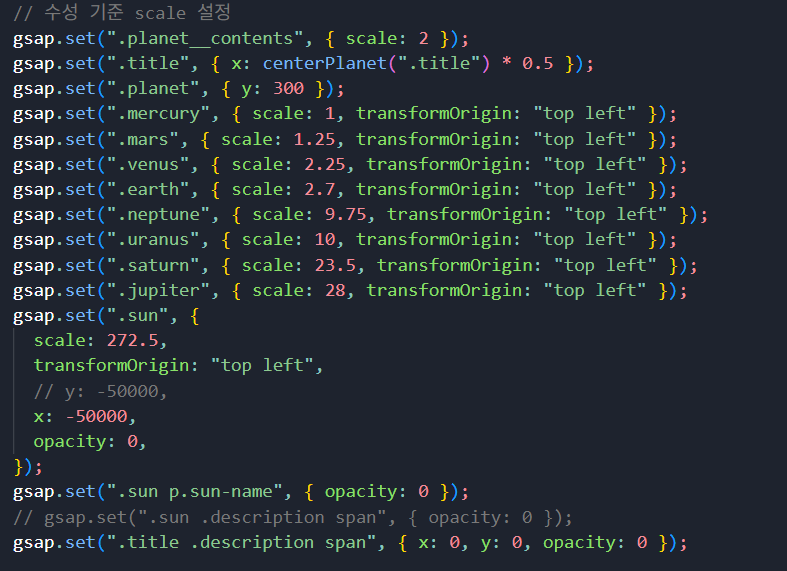 // 수성 기준 scale 설정
gsap.set(".planet__contents", { scale: 2 });
gsap.set(".title", { x: centerPlanet(".title") * 0.5 });
gsap.set(".planet", { y: 300 });
gsap.set(".mercury", { scale: 1, transformOrigin: "top left" });
gsap.set(".mars", { scale: 1.25, transformOrigin: "top left" });
gsap.set(".venus", { scale: 2.25, transformOrigin: "top left" });
gsap.set(".earth", { scale: 2.7, transformOrigin: "top left" });
gsap.set(".neptune", { scale: 9.75, transformOrigin: "top left" });
gsap.set(".uranus", { scale: 10, transformOrigin: "top left" });
gsap.set(".saturn", { scale: 23.5, transformOrigin: "top left" });
gsap.set(".jupiter", { scale: 28, transformOrigin: "top left" });
gsap.set(".sun", {
  scale: 272.5,
  transformOrigin: "top left",
  // y: -50000,
  x: -50000,
  opacity: 0,
});
gsap.set(".sun p.sun-name", { opacity: 0 });
// gsap.set(".sun .description span", { opacity: 0 });
gsap.set(".title .description span", { x: 0, y: 0, opacity: 0 });